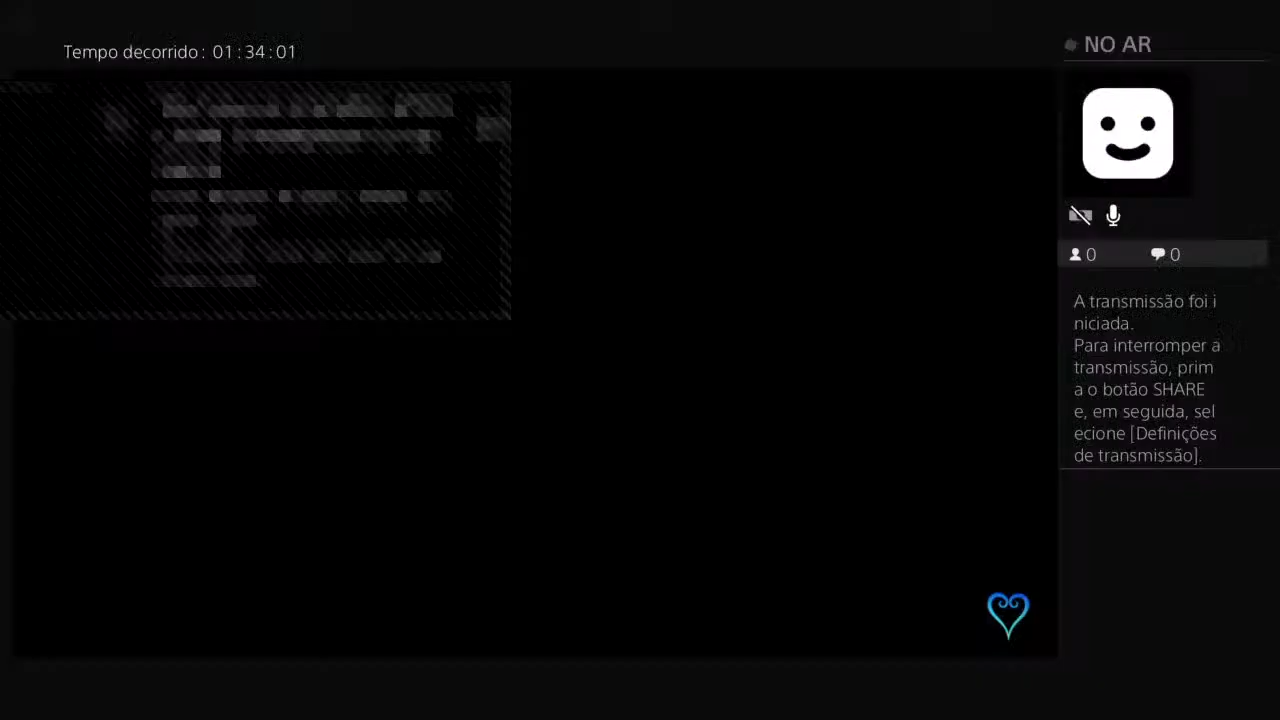 Tempo decorrido: 01:34:01
NO AR
0 0
A transmissão foi i
niciada.
Para interromper a
transmissão, prim
a o botão SHARE
e, em seguida, sel
ecione [Definições
de transmissão].